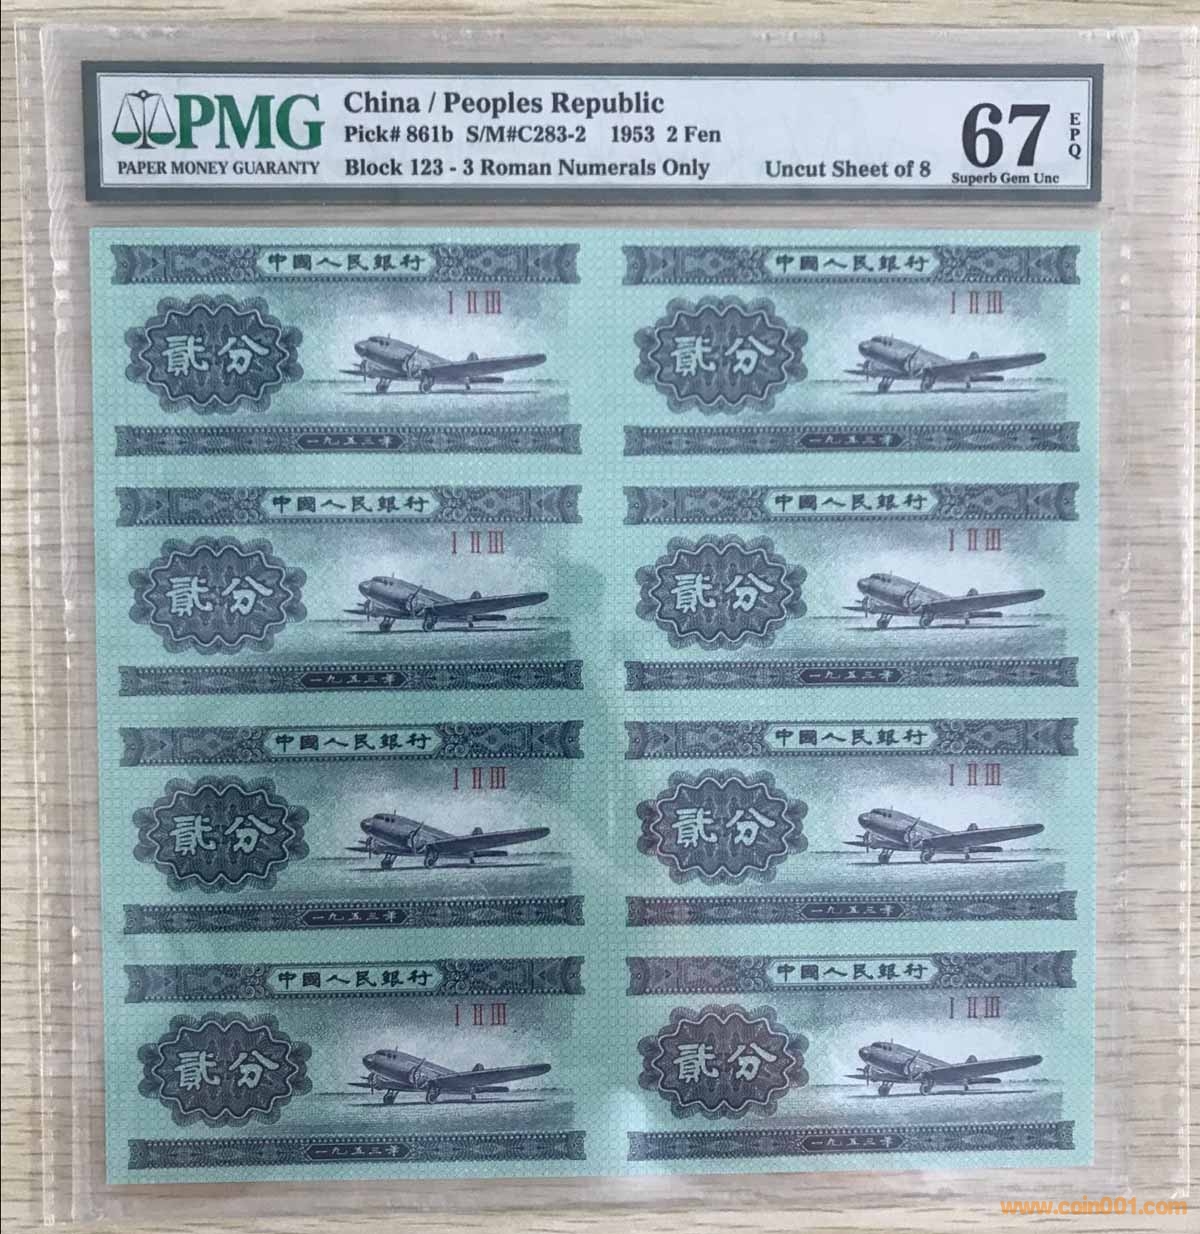 PMG
PAPER MONEY GUARANTY
China / Peoples Republic
Pick# 861b S/M#C283-2 1953 2 Fen
Block 123 - 3 Roman Numerals Only
Uncut Sheet of 8
67
EPQ
Superb Gem Unc
中國人民銀行
I II III
貳分
一九五三年
中國人民銀行
I II III
貳分
一九五三年
中國人民銀行
I II III
貳分
一九五三年
中國人民銀行
I II III
貳分
一九五三年
中國人民銀行
I II III
貳分
一九五三年
中國人民銀行
I II III
貳分
一九五三年
中國人民銀行
I II III
貳分
一九五三年
中國人民銀行
I II III
貳分
一九五三年
www.coin001.com